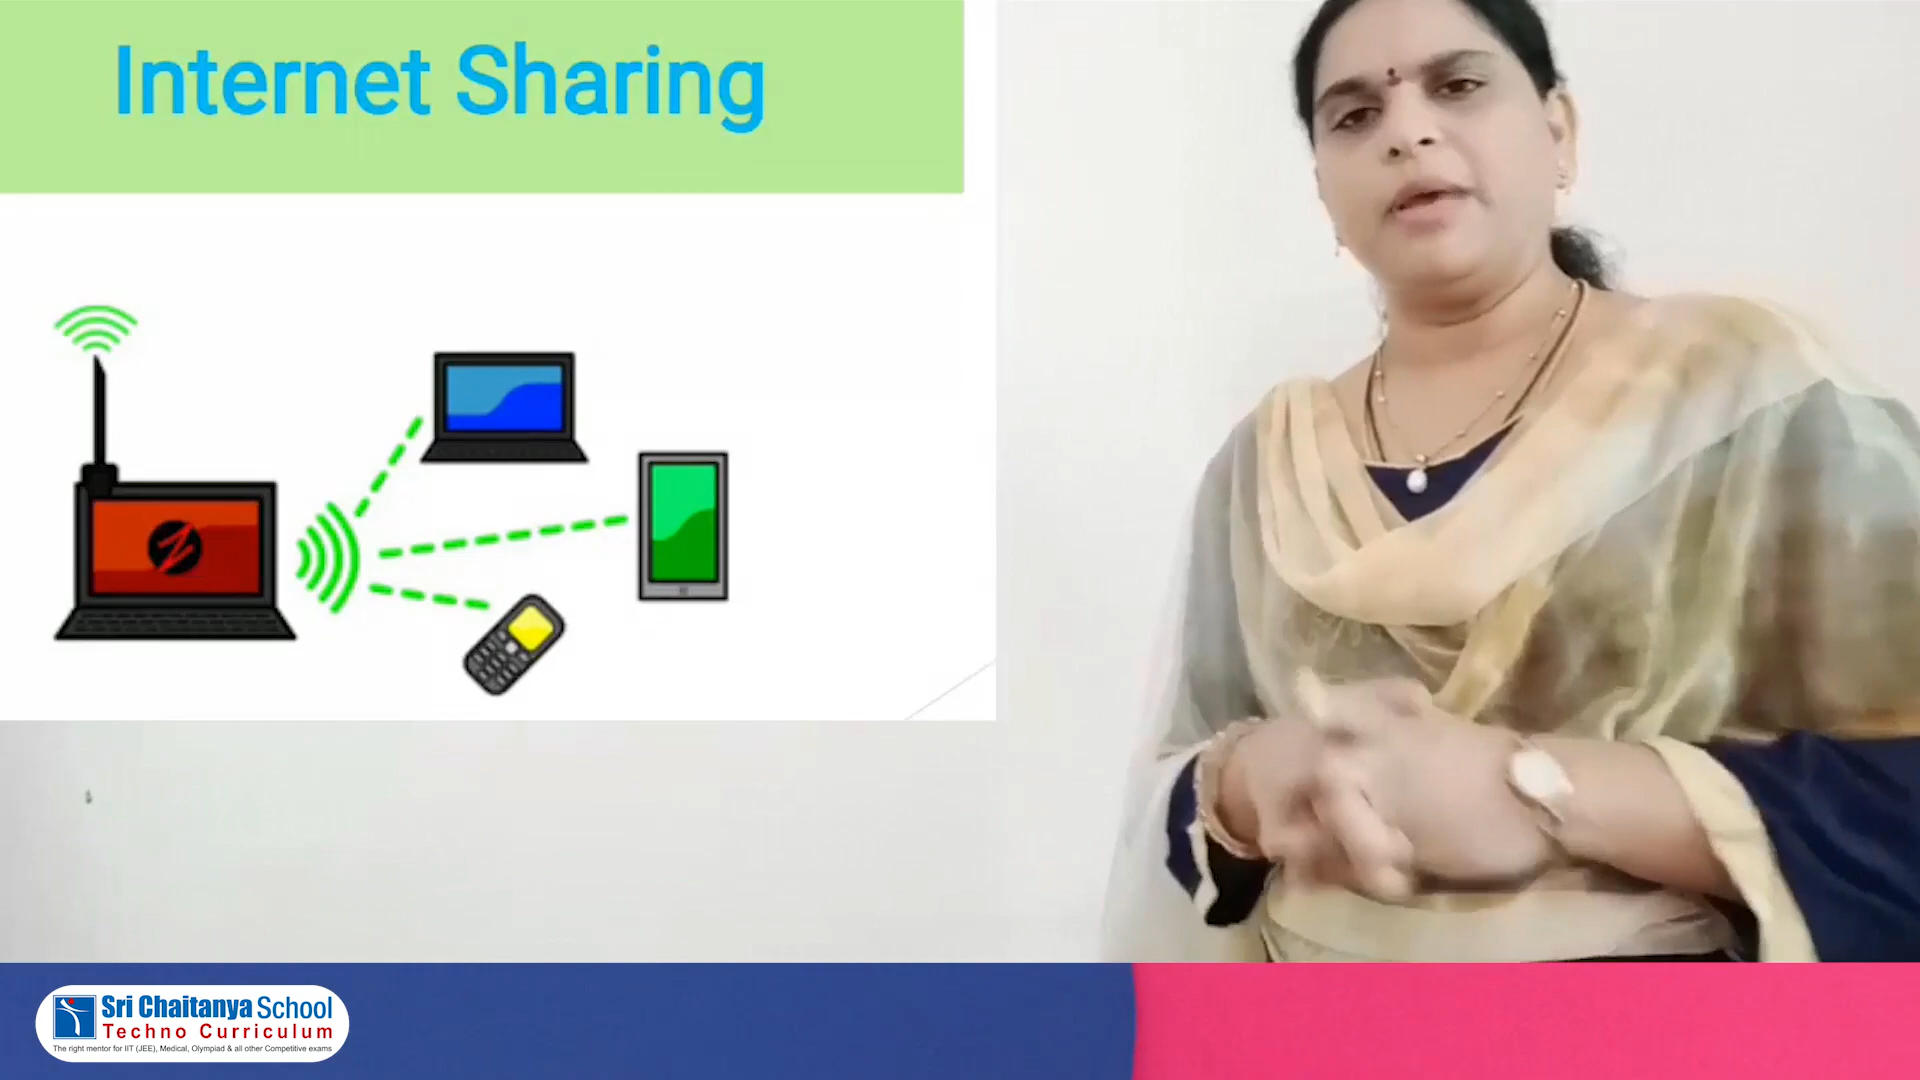 Internet Sharing
Sri Chaitanya School
Techno Curriculum
The right mentor for IIT (JEE), Medical, Olympiad & all other Competitive exams